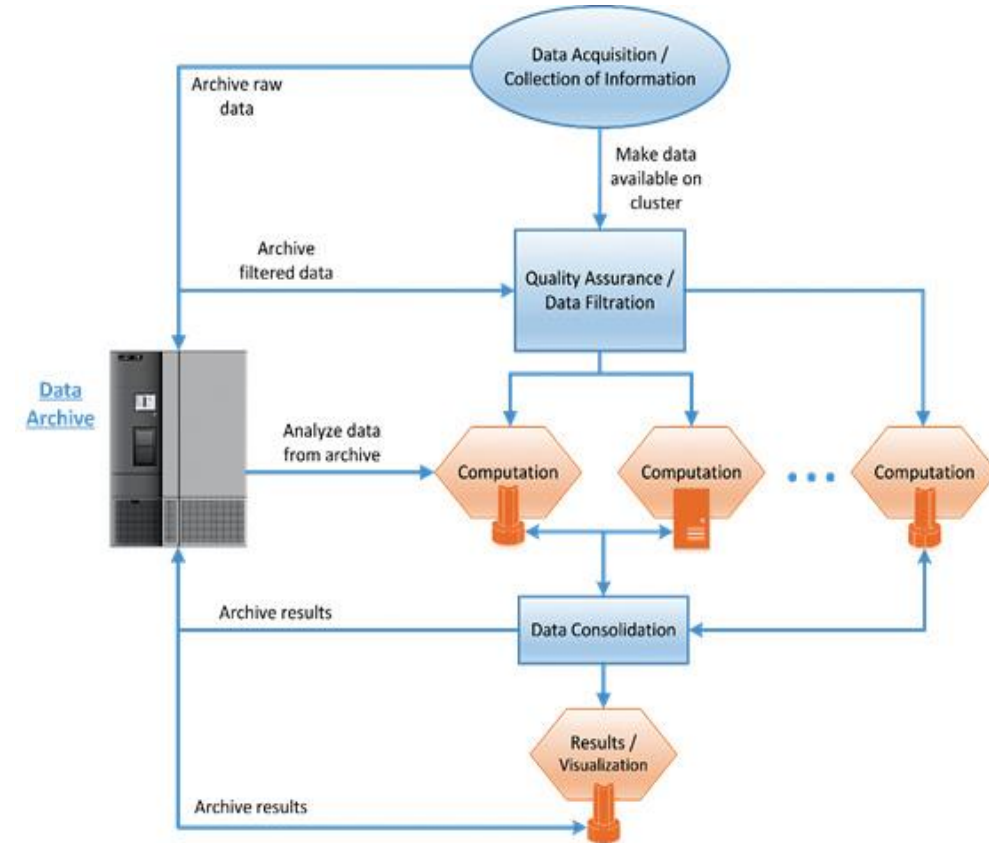 Data Acquisition /
Collection of Information
Archive raw
data
Make data
available on
cluster
Archive
filtered data
Quality Assurance /
Data Filtration
Data
Archive
Analyze data
from archive
Computation
Computation
Computation
Archive results
Data Consolidation
Results /
Visualization
Archive results